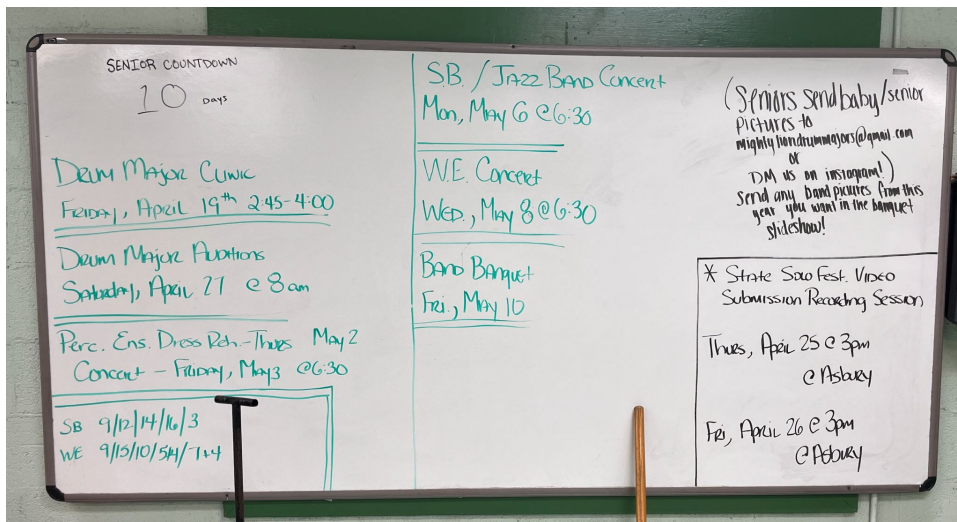 SENIOR COUNTDOWN
10 DAYS
DRUM MAJOR CLINIC
FRIDAY, APRIL 19th 2:45-4:00
DRUM MAJOR AUDITIONS
SATURDAY, APRIL 27 @ 8am
PERC. ENS. DRESS REH.-THURS MAY 2
CONCERT - FRIDAY, MAY 3 @6:30
SB 9/12/14/16/3
WE 9/15/10/5/4/-7+4
S.B. / JAZZ BAND CONCERT
MON, MAY 6 @6:30
W.E. CONCERT
WED., MAY 8 @6:30
BAND BANQUET
FRI., MAY 10
(Seniors send baby/senior
PICTURES to
mightyliondrummajors@gmail.com
or
DM us on instagram!)
Send any band pictures from this
year you want in the banquet
slideshow!
* STATE SOLO FEST. VIDEO
SUBMISSION RECORDING SESSION
THURS, APRIL 25 @ 3pm
@ ASBURY
FRI, APRIL 26 @ 3pm
@ ASBURY